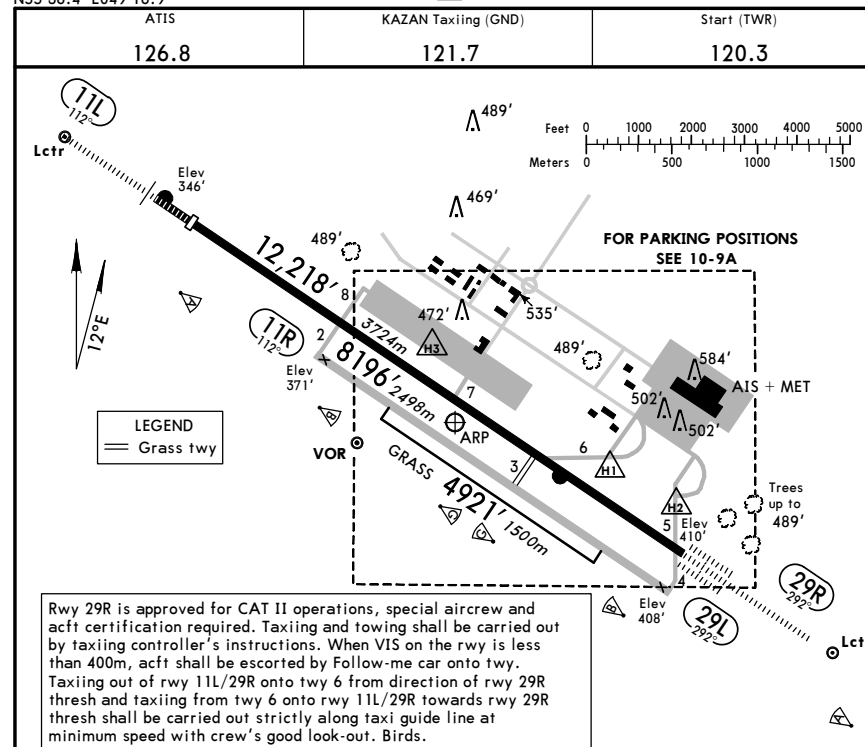 ATIS
126.8
KAZAN Taxiing (GND)
121.7
Start (TWR)
120.3
11L
112°
Lctr
Elev
346'
489'
469'
Feet 0 1000 2000 3000 4000 5000
Meters 0 500 1000 1500
FOR PARKING POSITIONS
SEE 10-9A
12°E
A
12,218'
3724m
489'
8
2
11R
112°
Elev
371'
8196'
2498m
472'
H3
535'
489'
584'
AIS + MET
502'
502'
7
ARP
LEGEND
Grass twy
B
VOR
GRASS
4921'
1500m
3
6
H1
H2
5
Elev
410'
Trees
up to
489'
G
G
4
B
Elev
408'
29R
292°
29L
292°
A
Rwy 29R is approved for CAT II operations, special aircrew and
acft certification required. Taxiing and towing shall be carried out
by taxiing controller's instructions. When VIS on the rwy is less
than 400m, acft shall be escorted by Follow-me car onto twy.
Taxiing out of rwy 11L/29R onto twy 6 from direction of rwy 29R
thresh and taxiing from twy 6 onto rwy 11L/29R towards rwy 29R
thresh shall be carried out strictly along taxi guide line at
minimum speed with crew's good look-out. Birds.